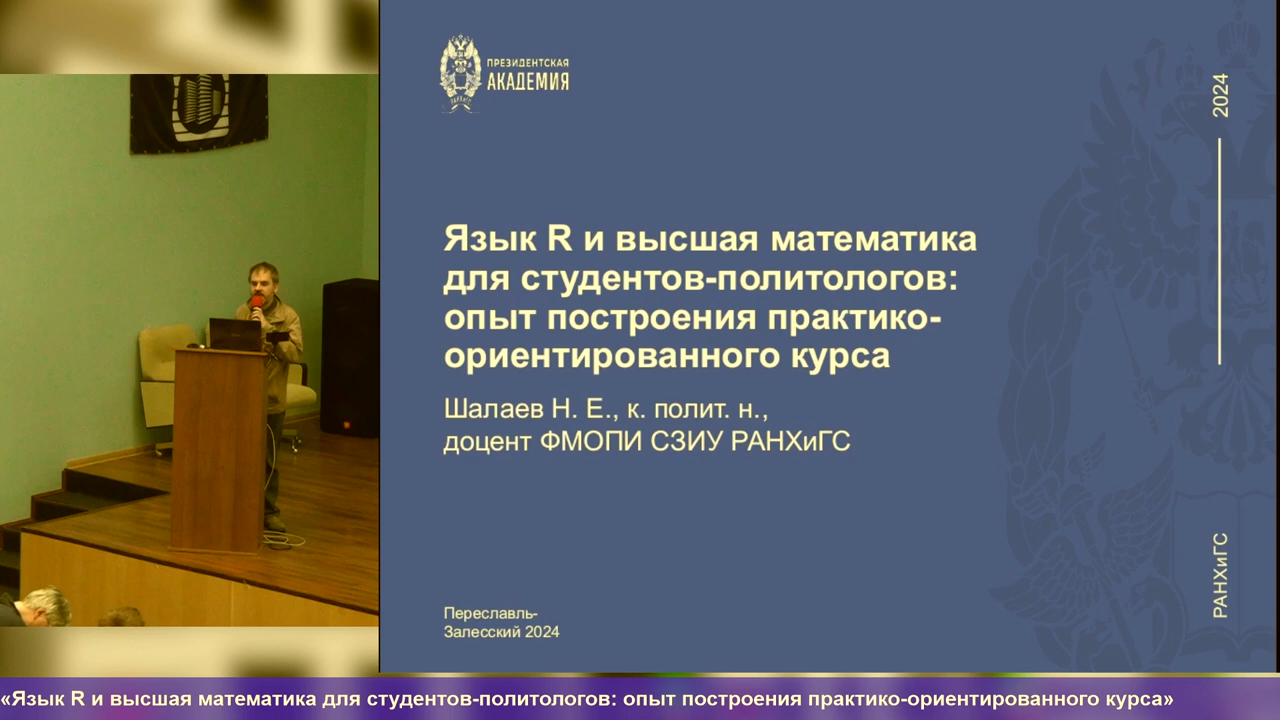 ПРЕЗИДЕНТСКАЯ
АКАДЕМИЯ
РАНХиГС
2024
Язык R и высшая математика
для студентов-политологов:
опыт построения практико-
ориентированного курса
Шалаев Н. Е., к. полит. н.,
доцент ФМОПИ СЗИУ РАНХиГС
РАНХиГС
Переславль-
Залесский 2024
«Язык R и высшая математика для студентов-политологов: опыт построения практико-ориентированного курса»